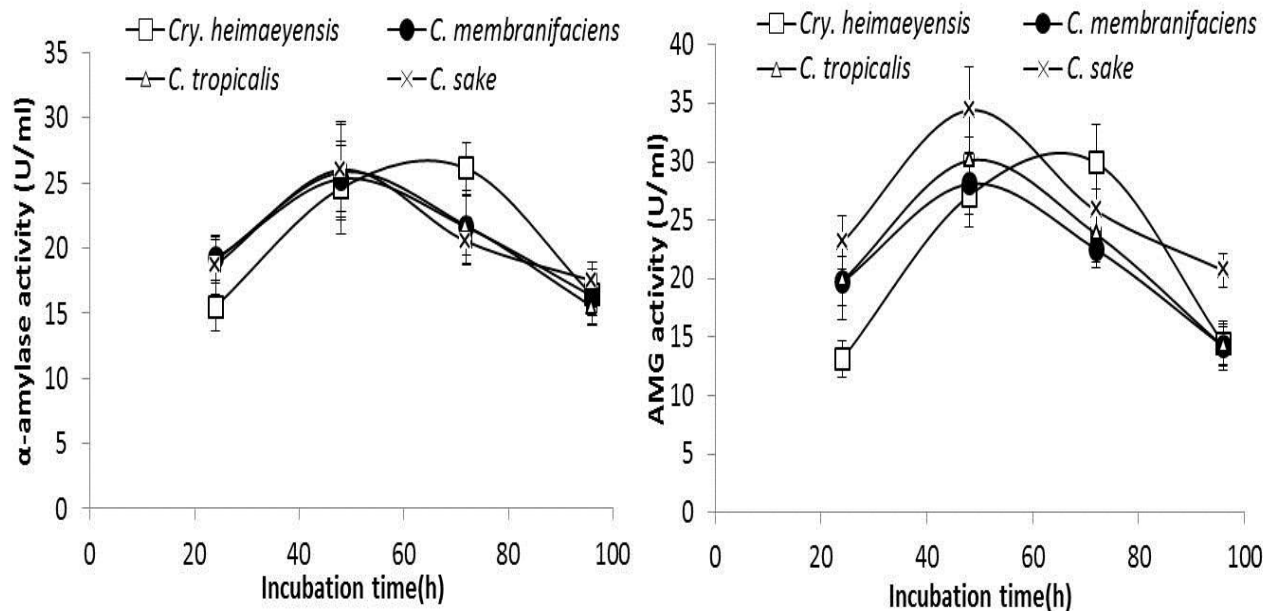 Cry. heimaeyensis
C. membranifaciens
C. tropicalis
C. sake
α-amylase activity (U/ml)
35
30
25
20
15
10
5
0
0 20 40 60 80 100
Incubation time(h)
Cry. heimaeyensis
C. membranifaciens
C. tropicalis
C. sake
AMG activity (U/ml)
40
35
30
25
20
15
10
5
0
0 20 40 60 80 100
Incubation time(h)